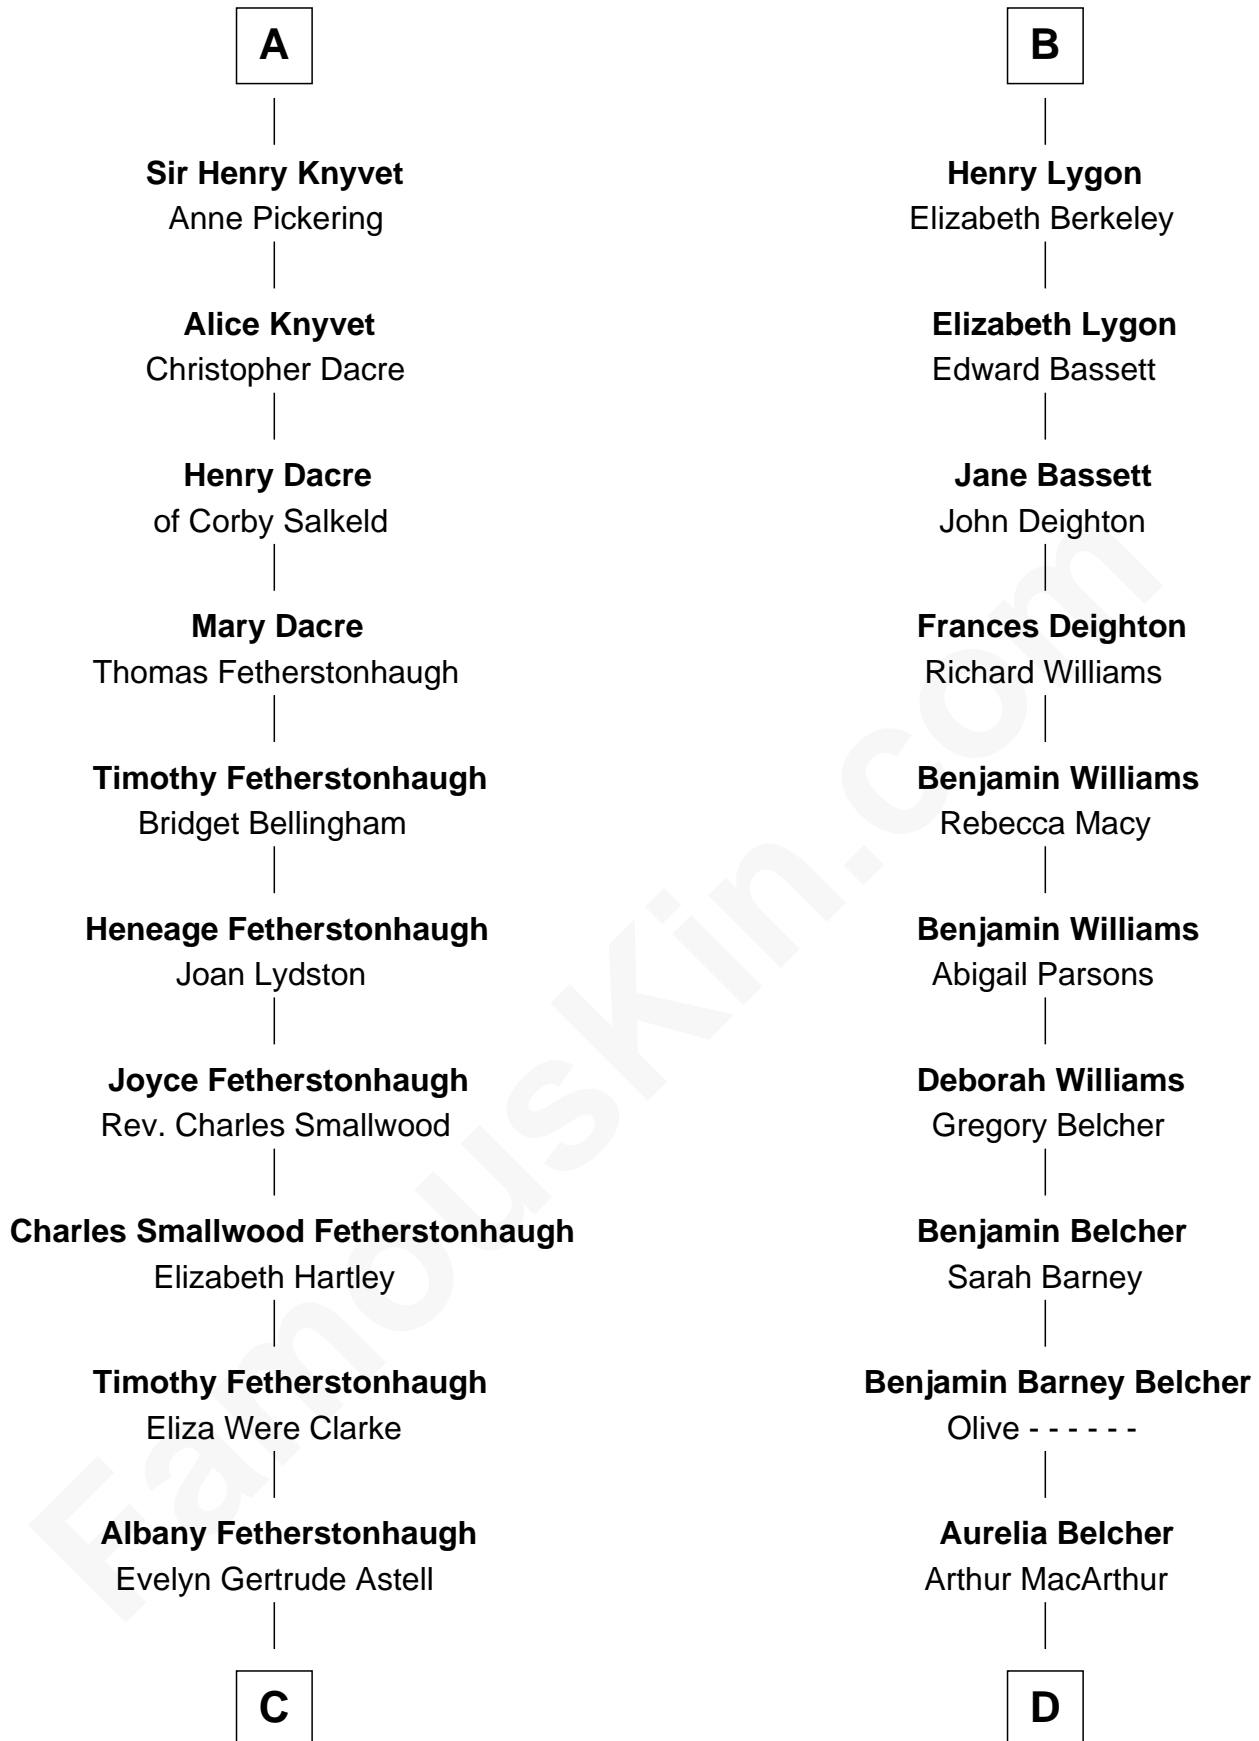 A
Sir Henry Knyvet
Anne Pickering
Alice Knyvet
Christopher Dacre
Henry Dacre
of Corby Salkeld
Mary Dacre
Thomas Fetherstonhaugh
Timothy Fetherstonhaugh
Bridget Bellingham
Heneage Fetherstonhaugh
Joan Lydston
Joyce Fetherstonhaugh
Rev. Charles Smallwood
Charles Smallwood Fetherstonhaugh
Elizabeth Hartley
Timothy Fetherstonhaugh
Eliza Were Clarke
Albany Fetherstonhaugh
Evelyn Gertrude Astell
C
B
Henry Lygon
Elizabeth Berkeley
Elizabeth Lygon
Edward Bassett
Jane Bassett
John Deighton
Frances Deighton
Richard Williams
Benjamin Williams
Rebecca Macy
Benjamin Williams
Abigail Parsons
Deborah Williams
Gregory Belcher
Benjamin Belcher
Sarah Barney
Benjamin Barney Belcher
Olive - - - - - -
Aurelia Belcher
Arthur MacArthur
D
FamousKin.com